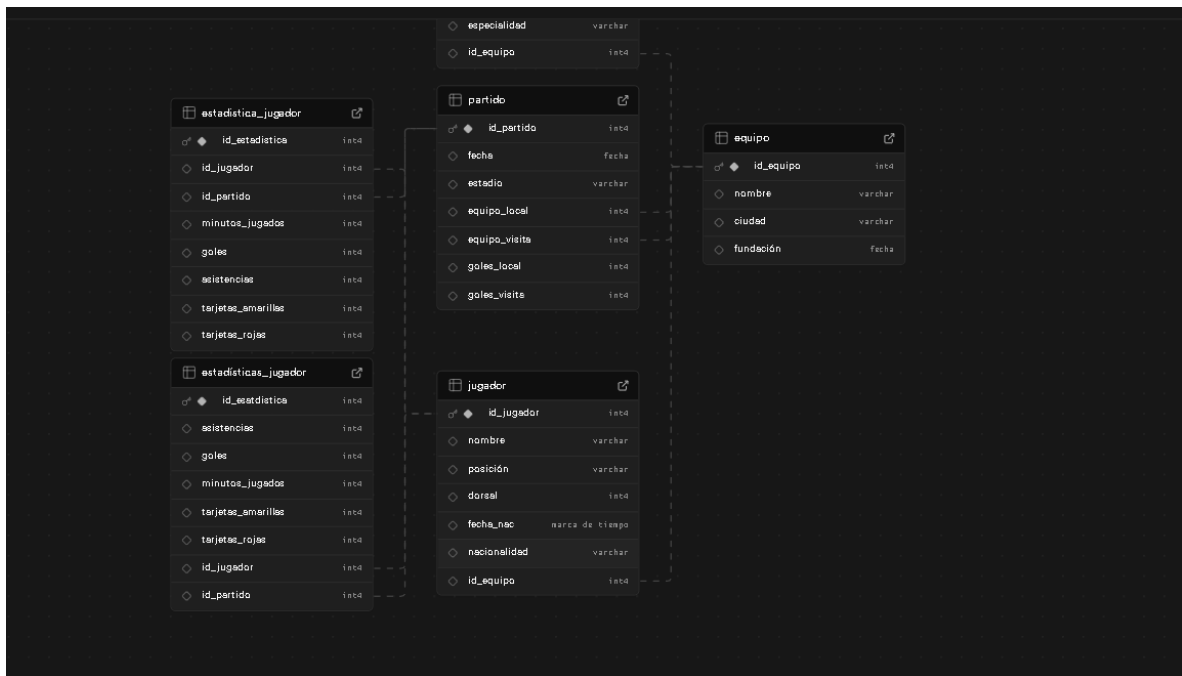 especialidad varchar
id_equipo int4
estadistica_jugador
id_estadistica int4
id_jugador int4
id_partido int4
minutos_jugados int4
goles int4
asistencias int4
tarjetas_amarillas int4
tarjetas_rojas int4
estadísticas_jugador
id_esatdistica int4
asistencias int4
goles int4
minutos_jugados int4
tarjetas_amarillas int4
tarjetas_rojas int4
id_jugador int4
id_partido int4
partido
id_partido int4
fecha fecha
estadio varchar
equipo_local int4
equipo_visita int4
goles_local int4
goles_visita int4
jugador
id_jugador int4
nombre varchar
posición varchar
dorsal int4
fecha_nac marca de tiempo
nacionalidad varchar
id_equipo int4
equipo
id_equipo int4
nombre varchar
ciudad varchar
fundación fecha